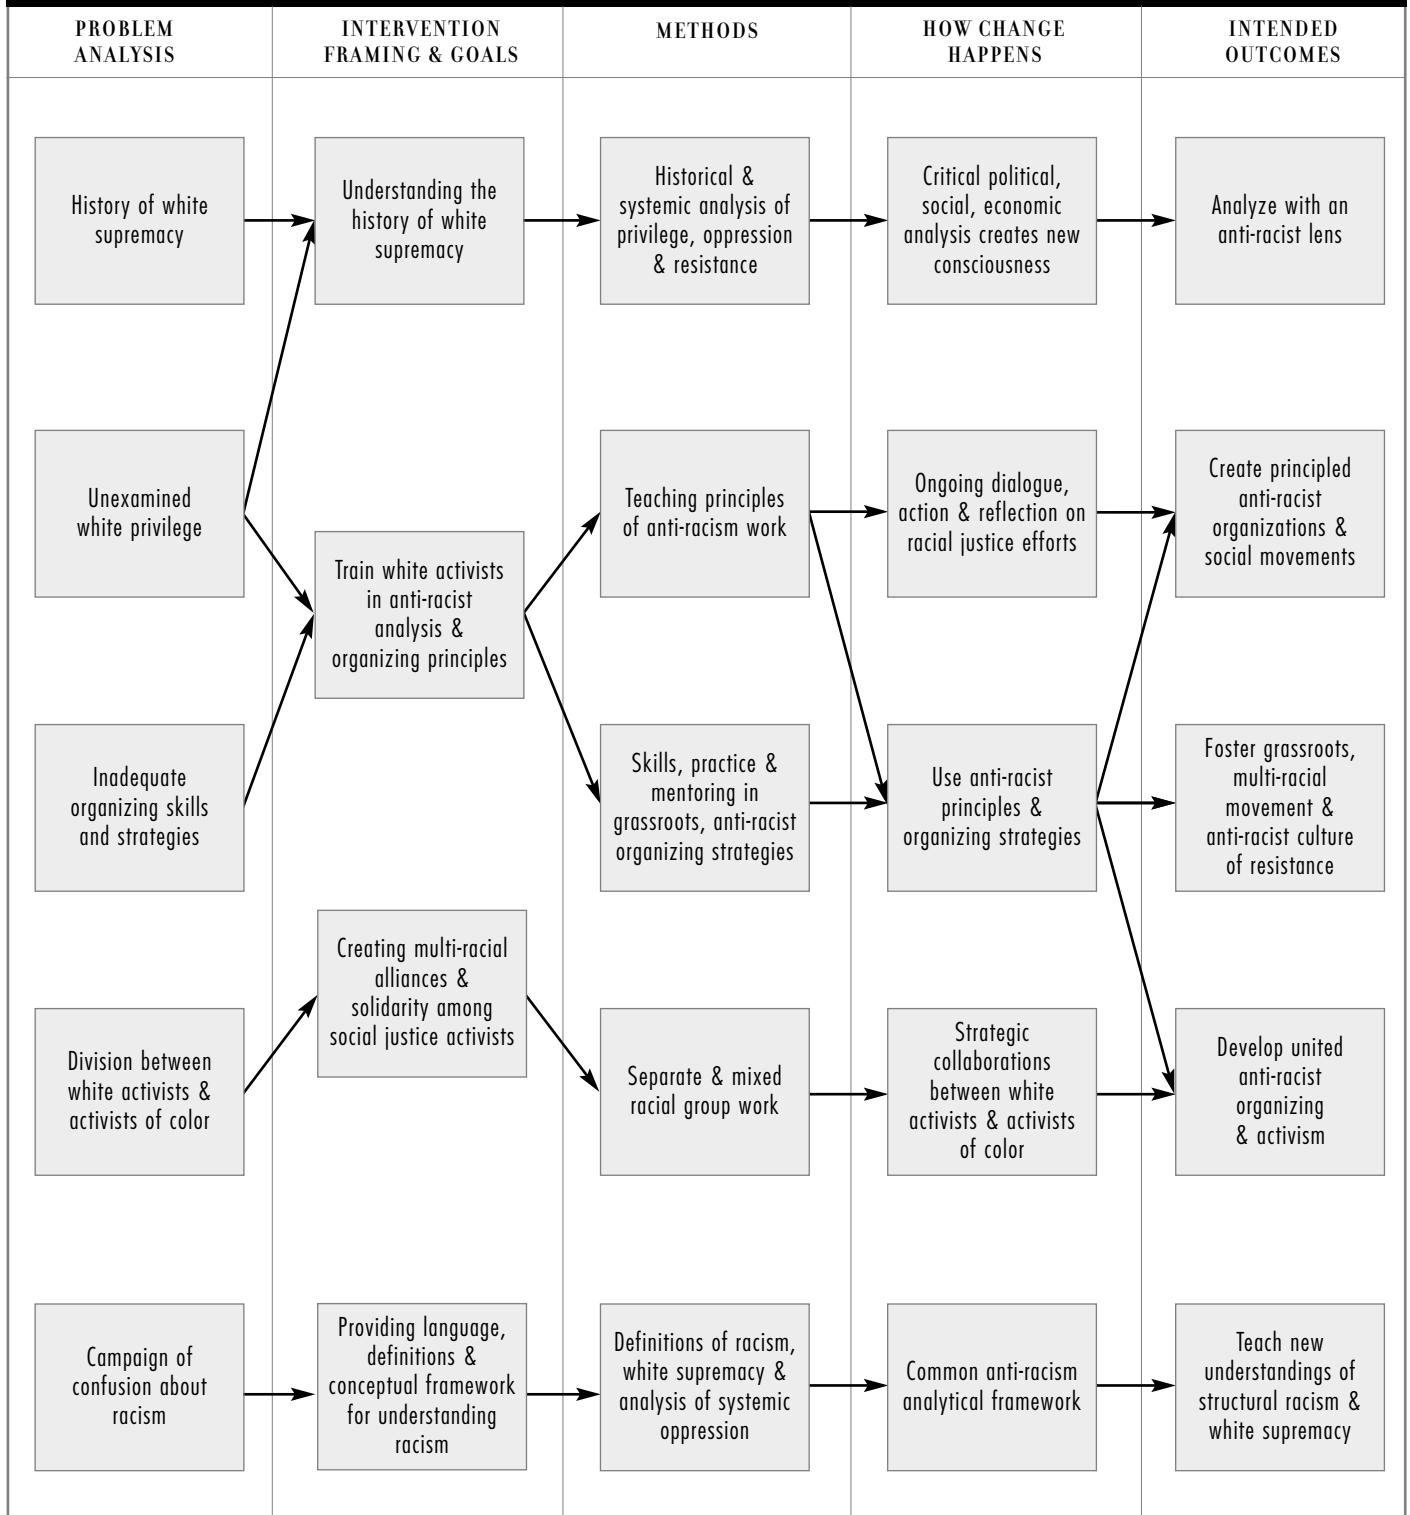 PROBLEM
ANALYSIS
INTERVENTION
FRAMING & GOALS
METHODS
HOW CHANGE
HAPPENS
INTENDED
OUTCOMES
History of white
supremacy
Understanding the
history of white
supremacy
Historical &
systemic analysis of
privilege, oppression
& resistance
Critical political,
social, economic
analysis creates new
consciousness
Analyze with an
anti-racist lens
Unexamined
white privilege
Train white activists
in anti-racist
analysis &
organizing principles
Teaching principles
of anti-racism work
Ongoing dialogue,
action & reflection on
racial justice efforts
Create principled
anti-racist
organizations &
social movements
Inadequate
organizing skills
and strategies
Skills, practice &
mentoring in
grassroots, anti-racist
organizing strategies
Use anti-racist
principles &
organizing strategies
Foster grassroots,
multi-racial
movement &
anti-racist culture
of resistance
Division between
white activists &
activists of color
Creating multi-racial
alliances &
solidarity among
social justice activists
Separate & mixed
racial group work
Strategic
collaborations
between white
activists & activists
of color
Develop united
anti-racist
organizing
& activism
Campaign of
confusion about
racism
Providing language,
definitions &
conceptual framework
for understanding
racism
Definitions of racism,
white supremacy &
analysis of systemic
oppression
Common anti-racism
analytical framework
Teach new
understandings of
structural racism &
white supremacy